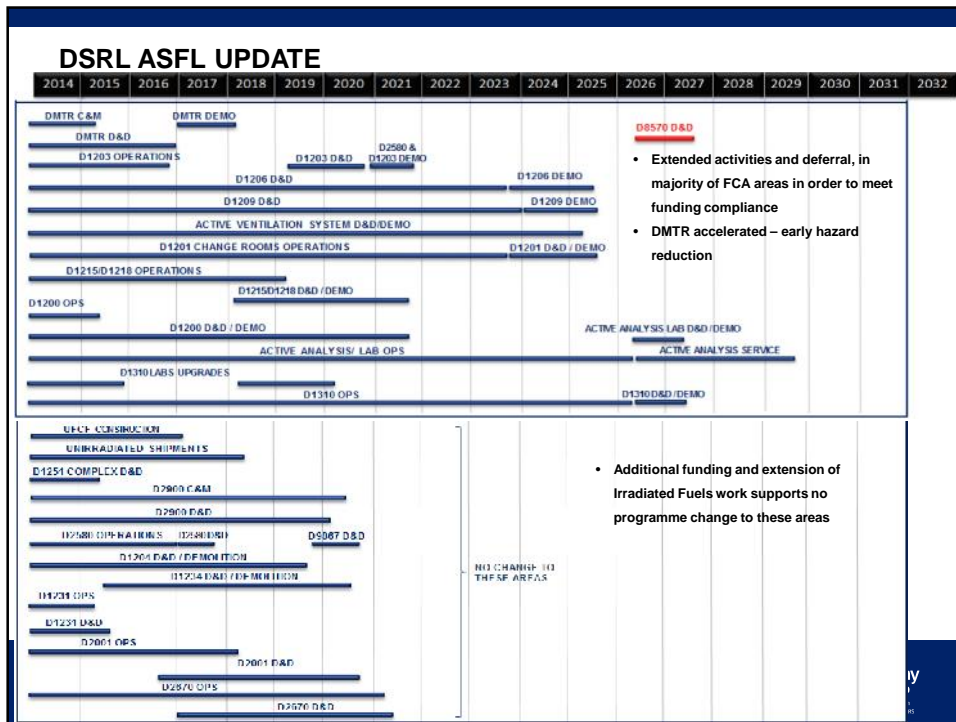 DSRL ASFL UPDATE
2014 2015 2016 2017 2018 2019 2020 2021 2022 2023 2024 2025 2026 2027 2028 2029 2030 2031 2032
DMTR C&M DMTR DEMO D8570 D&D
DMTR D&D D2580 &
D1203 OPERATIONS D1203 D&D D1203 DEMO
D1206 D&D D1206 DEMO
D1209 D&D D1209 DEMO
• Extended activities and deferral, in
majority of FCA areas in order to meet
funding compliance
• DMTR accelerated – early hazard
reduction
ACTIVE VENTILATION SYSTEM D&D/DEMO
D1201 CHANGE ROOMS OPERATIONS D1201 D&D / DEMO
D1215/D1218 OPERATIONS
D1215/D1218 D&D / DEMO
D1200 OPS
D1200 D&D / DEMO ACTIVE ANALYSIS LAB D&D /DEMO
ACTIVE ANALYSIS/ LAB OPS ACTIVE ANALYSIS SERVICE
D1310 LABS UPGRADES
D1310 OPS D1310 D&D /DEMO
UFCF CONSTRUCTION
UNIRRADIATED SHIPMENTS
D1251 COMPLEX D&D
D2900 C&M
D2900 D&D
D2580 OPERATIONS D2580 D&D D9867 D&D
D1204 D&D / DEMOLITION
D1234 D&D / DEMOLITION
D1231 OPS
D1231 D&D
D2001 OPS
D2001 D&D
D2670 OPS
D2670 D&D
NO CHANGE TO
THESE AREAS
• Additional funding and extension of
Irradiated Fuels work supports no
programme change to these areas